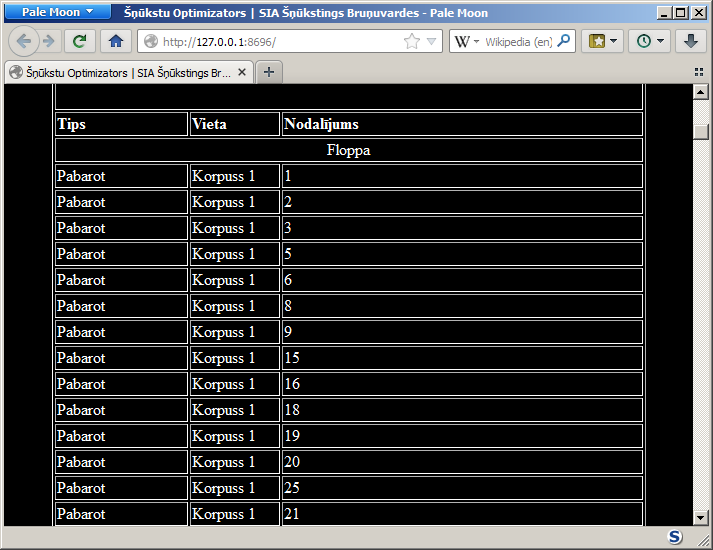 Pale Moon
Šņūkstu Optimizators | SIA Šņūkstings Bruņuvardes - Pale Moon
http://127.0.0.1:8696/
W
Wikipedia (en)
Šņūkstu Optimizators | SIA Šņūkstings Br...
Tips Vieta Nodalījums
Floppa
Pabarot Korpuss 1 1
Pabarot Korpuss 1 2
Pabarot Korpuss 1 3
Pabarot Korpuss 1 5
Pabarot Korpuss 1 6
Pabarot Korpuss 1 8
Pabarot Korpuss 1 9
Pabarot Korpuss 1 15
Pabarot Korpuss 1 16
Pabarot Korpuss 1 18
Pabarot Korpuss 1 19
Pabarot Korpuss 1 20
Pabarot Korpuss 1 25
Pabarot Korpuss 1 21
S